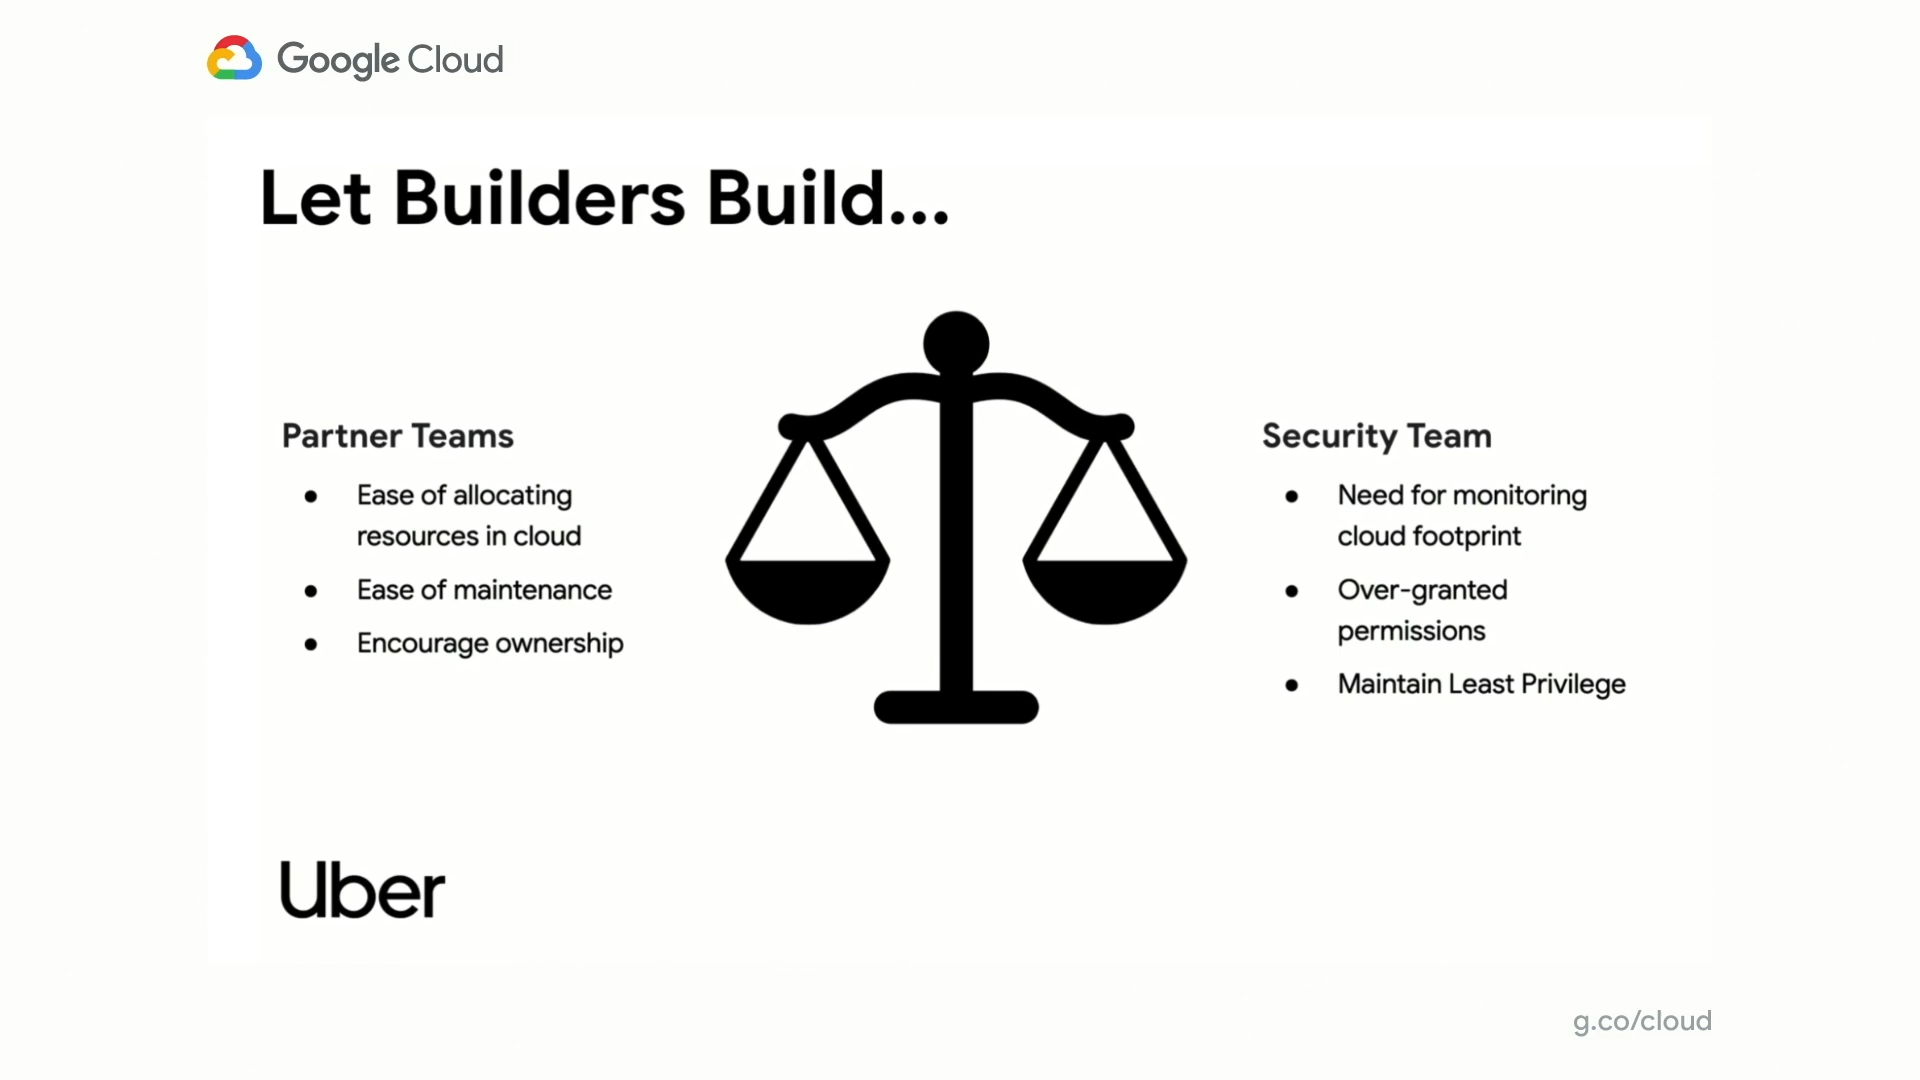 Google Cloud
Let Builders Build...
Partner Teams
● Ease of allocating
resources in cloud
● Ease of maintenance
● Encourage ownership
Security Team
● Need for monitoring
cloud footprint
● Over-granted
permissions
● Maintain Least Privilege
Uber
g.co/cloud